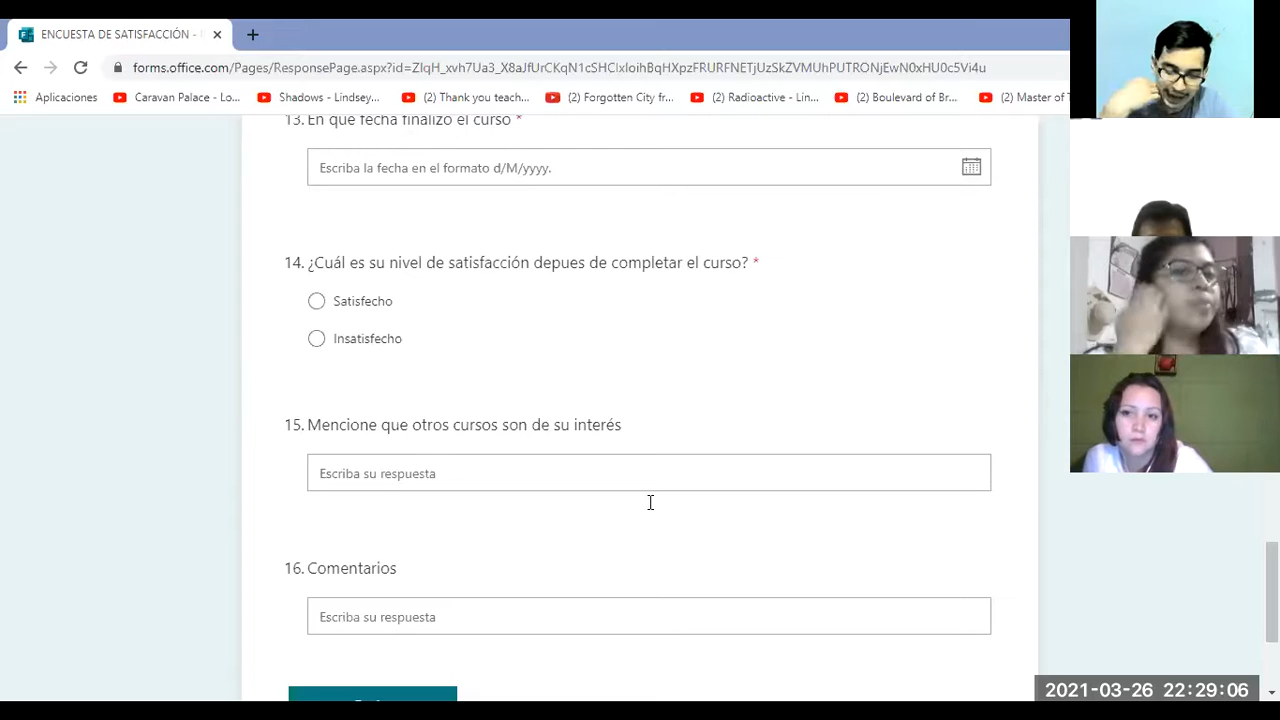 ENCUESTA DE SATISFACCIÓN -
forms.office.com/Pages/ResponsePage.aspx?id=
Aplicaciones
Caravan Palace - Lo...
Shadows - Lindsey...
(2) Thank you teach...
(2) Forgotten City fr...
(2) Radioactive - Lin...
(2) Boulevard of Br...
(2) Master of
13. En que fecha finalizo el curso *
Escriba la fecha en el formato d/M/yyyy.
14. ¿Cuál es su nivel de satisfacción depues de completar el curso? *
Satisfecho
Insatisfecho
15. Mencione que otros cursos son de su interés
Escriba su respuesta
16. Comentarios
Escriba su respuesta
2021-03-26 22:29:06